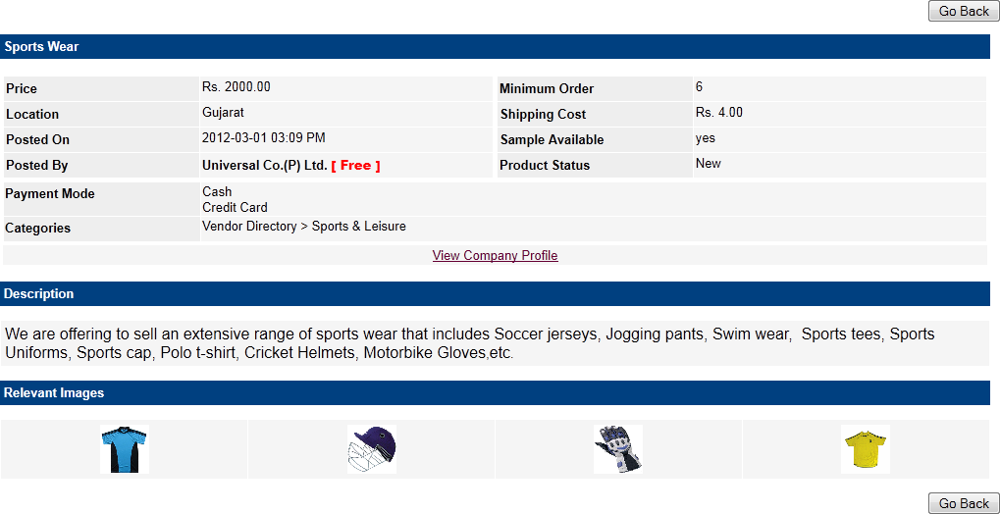 Go Back
Sports Wear
Price Rs. 2000.00 Minimum Order 6
Location Gujarat Shipping Cost Rs. 4.00
Posted On 2012-03-01 03:09 PM Sample Available yes
Posted By Universal Co.(P) Ltd. [ Free ] Product Status New
Payment Mode Cash
Credit Card
Categories Vendor Directory > Sports & Leisure
View Company Profile
Description
We are offering to sell an extensive range of sports wear that includes Soccer jerseys, Jogging pants, Swim wear,  Sports tees, Sports
Uniforms, Sports cap, Polo t-shirt, Cricket Helmets, Motorbike Gloves,etc.
Relevant Images
Go Back